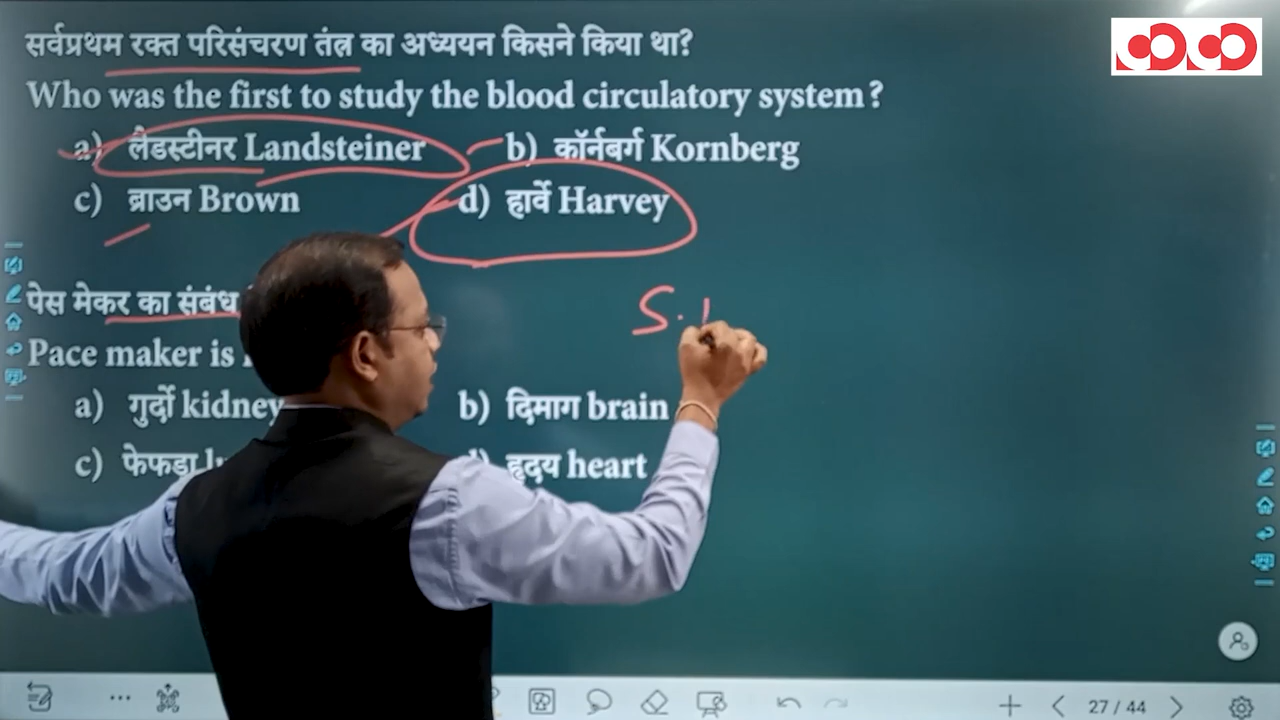 सर्वप्रथम रक्त परिसंचरण तंत्र का अध्ययन किसने किया था?
Who was the first to study the blood circulatory system?
a) लैडस्टीनर Landsteiner b) कॉर्नबर्ग Kornberg
c) ब्राउन Brown d) हार्वे Harvey
पेस मेकर का संबंध
S.
Pace maker is
a) गुर्दो kidney b) दिमाग brain
c) फेफडा हृदय heart
27 / 44